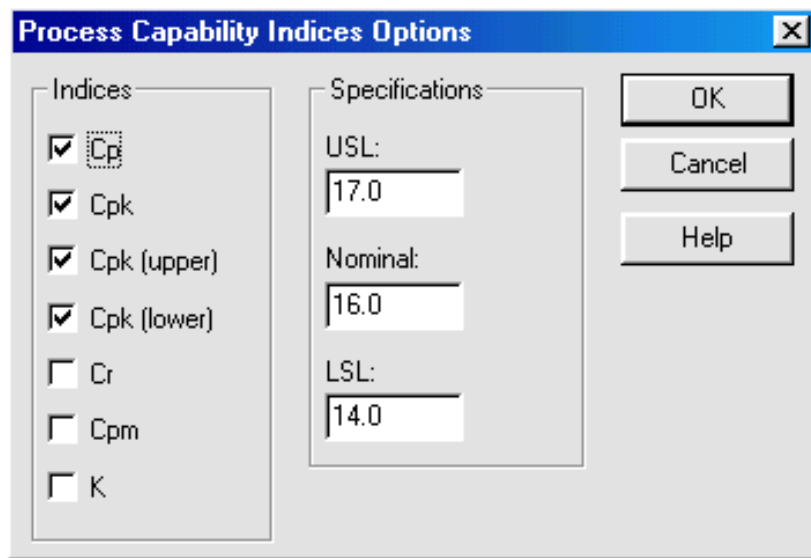 Process Capability Indices Options
Indices
Cp
Cpk
Cpk (upper)
Cpk (lower)
Cr
Cpm
K
Specifications
USL:
17.0
Nominal:
16.0
LSL:
14.0
OK
Cancel
Help